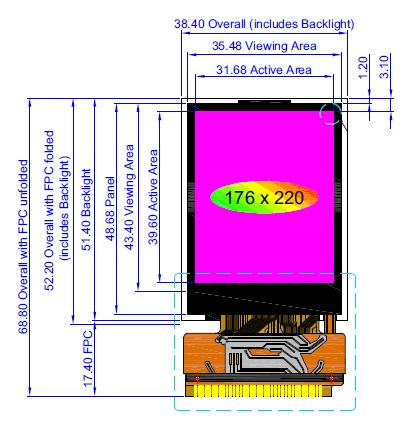 38.40 Overall (includes Backlight)
35.48 Viewing Area
31.68 Active Area
1.20
3.10
68.80 Overall with FPC unfolded
52.20 Overall with FPC folded
(includes Backlight)
51.40 Backlight
48.68 Panel
43.40 Viewing Area
39.60 Active Area
176 x 220
17.40 FPC